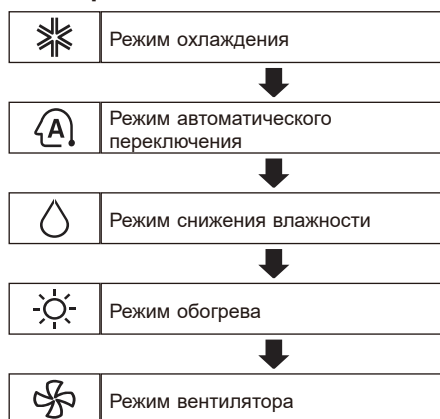 Режим охлаждения
A
Режим автоматического
переключения
Режим снижения влажности
Режим обогрева
Режим вентилятора